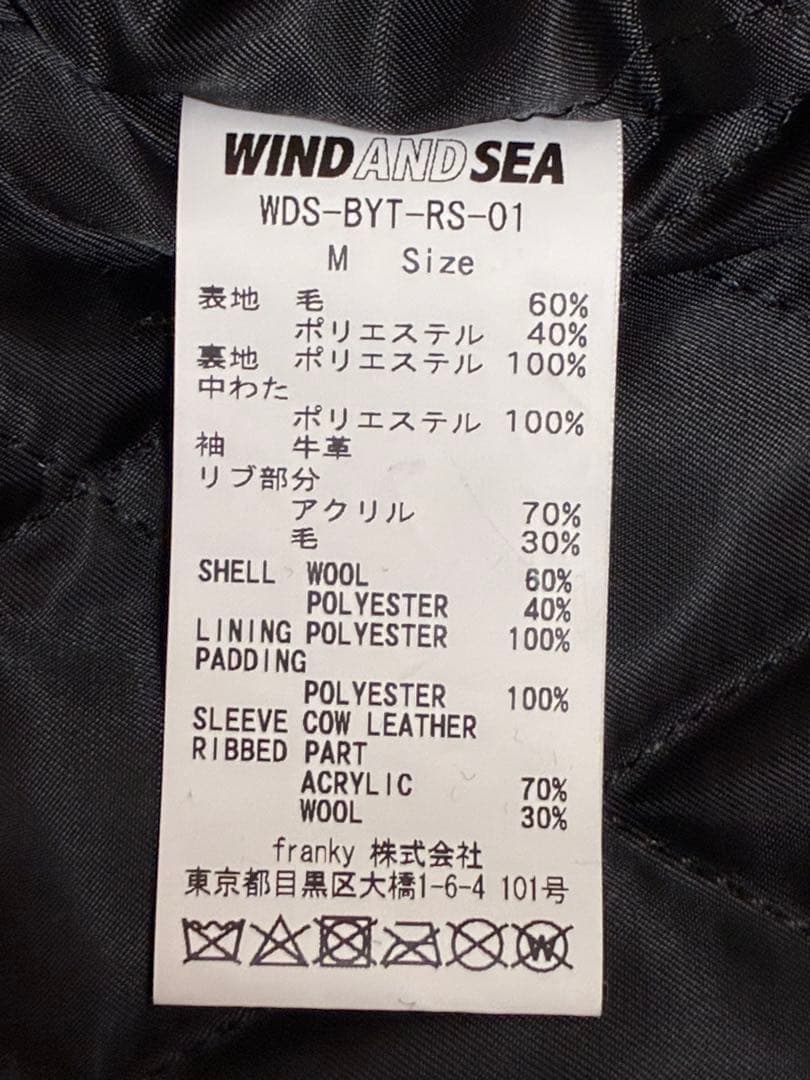 WIND AND SEA
WDS-BYT-RS-01
M Size
表地 毛 60%
ポリエステル 40%
裏地 ポリエステル 100%
中わた
ポリエステル 100%
袖 牛革
リブ部分
アクリル 70%
毛 30%
SHELL WOOL 60%
POLYESTER 40%
LINING POLYESTER 100%
PADDING
POLYESTER 100%
SLEEVE COW LEATHER
RIBBED PART
ACRYLIC 70%
WOOL 30%
franky 株式会社
東京都目黒区大橋1-6-4 101号
W